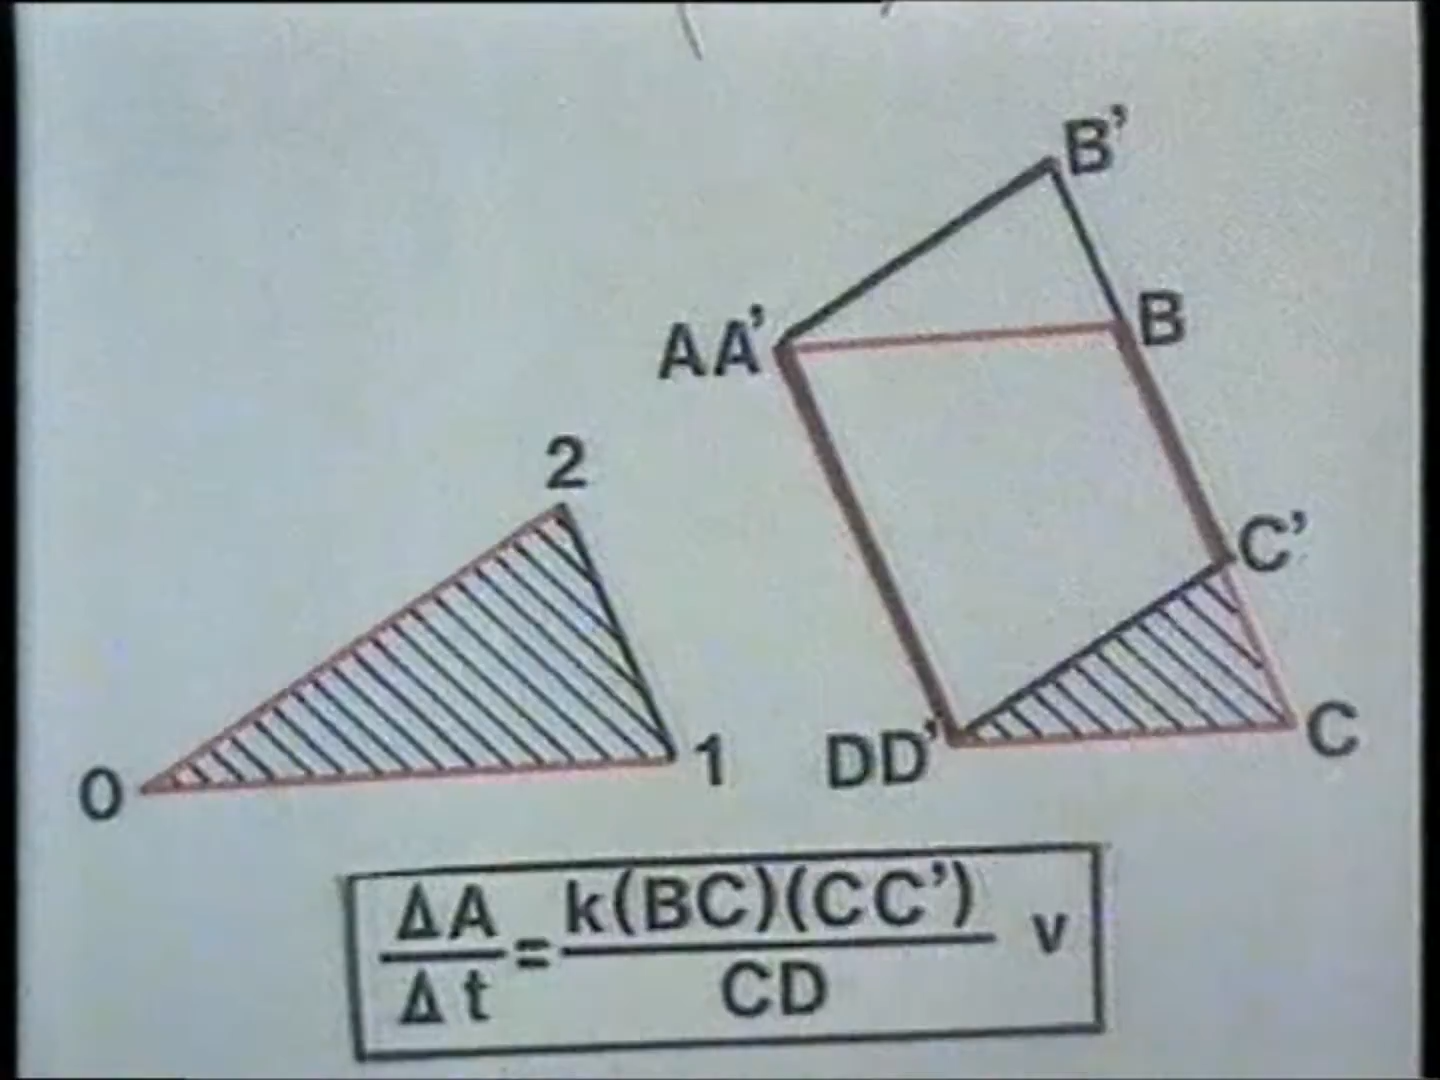 B’
B
AA’
2
C’
C
DD’
1
0
ΔA/Δt = k(BC)(CC’)/CD v